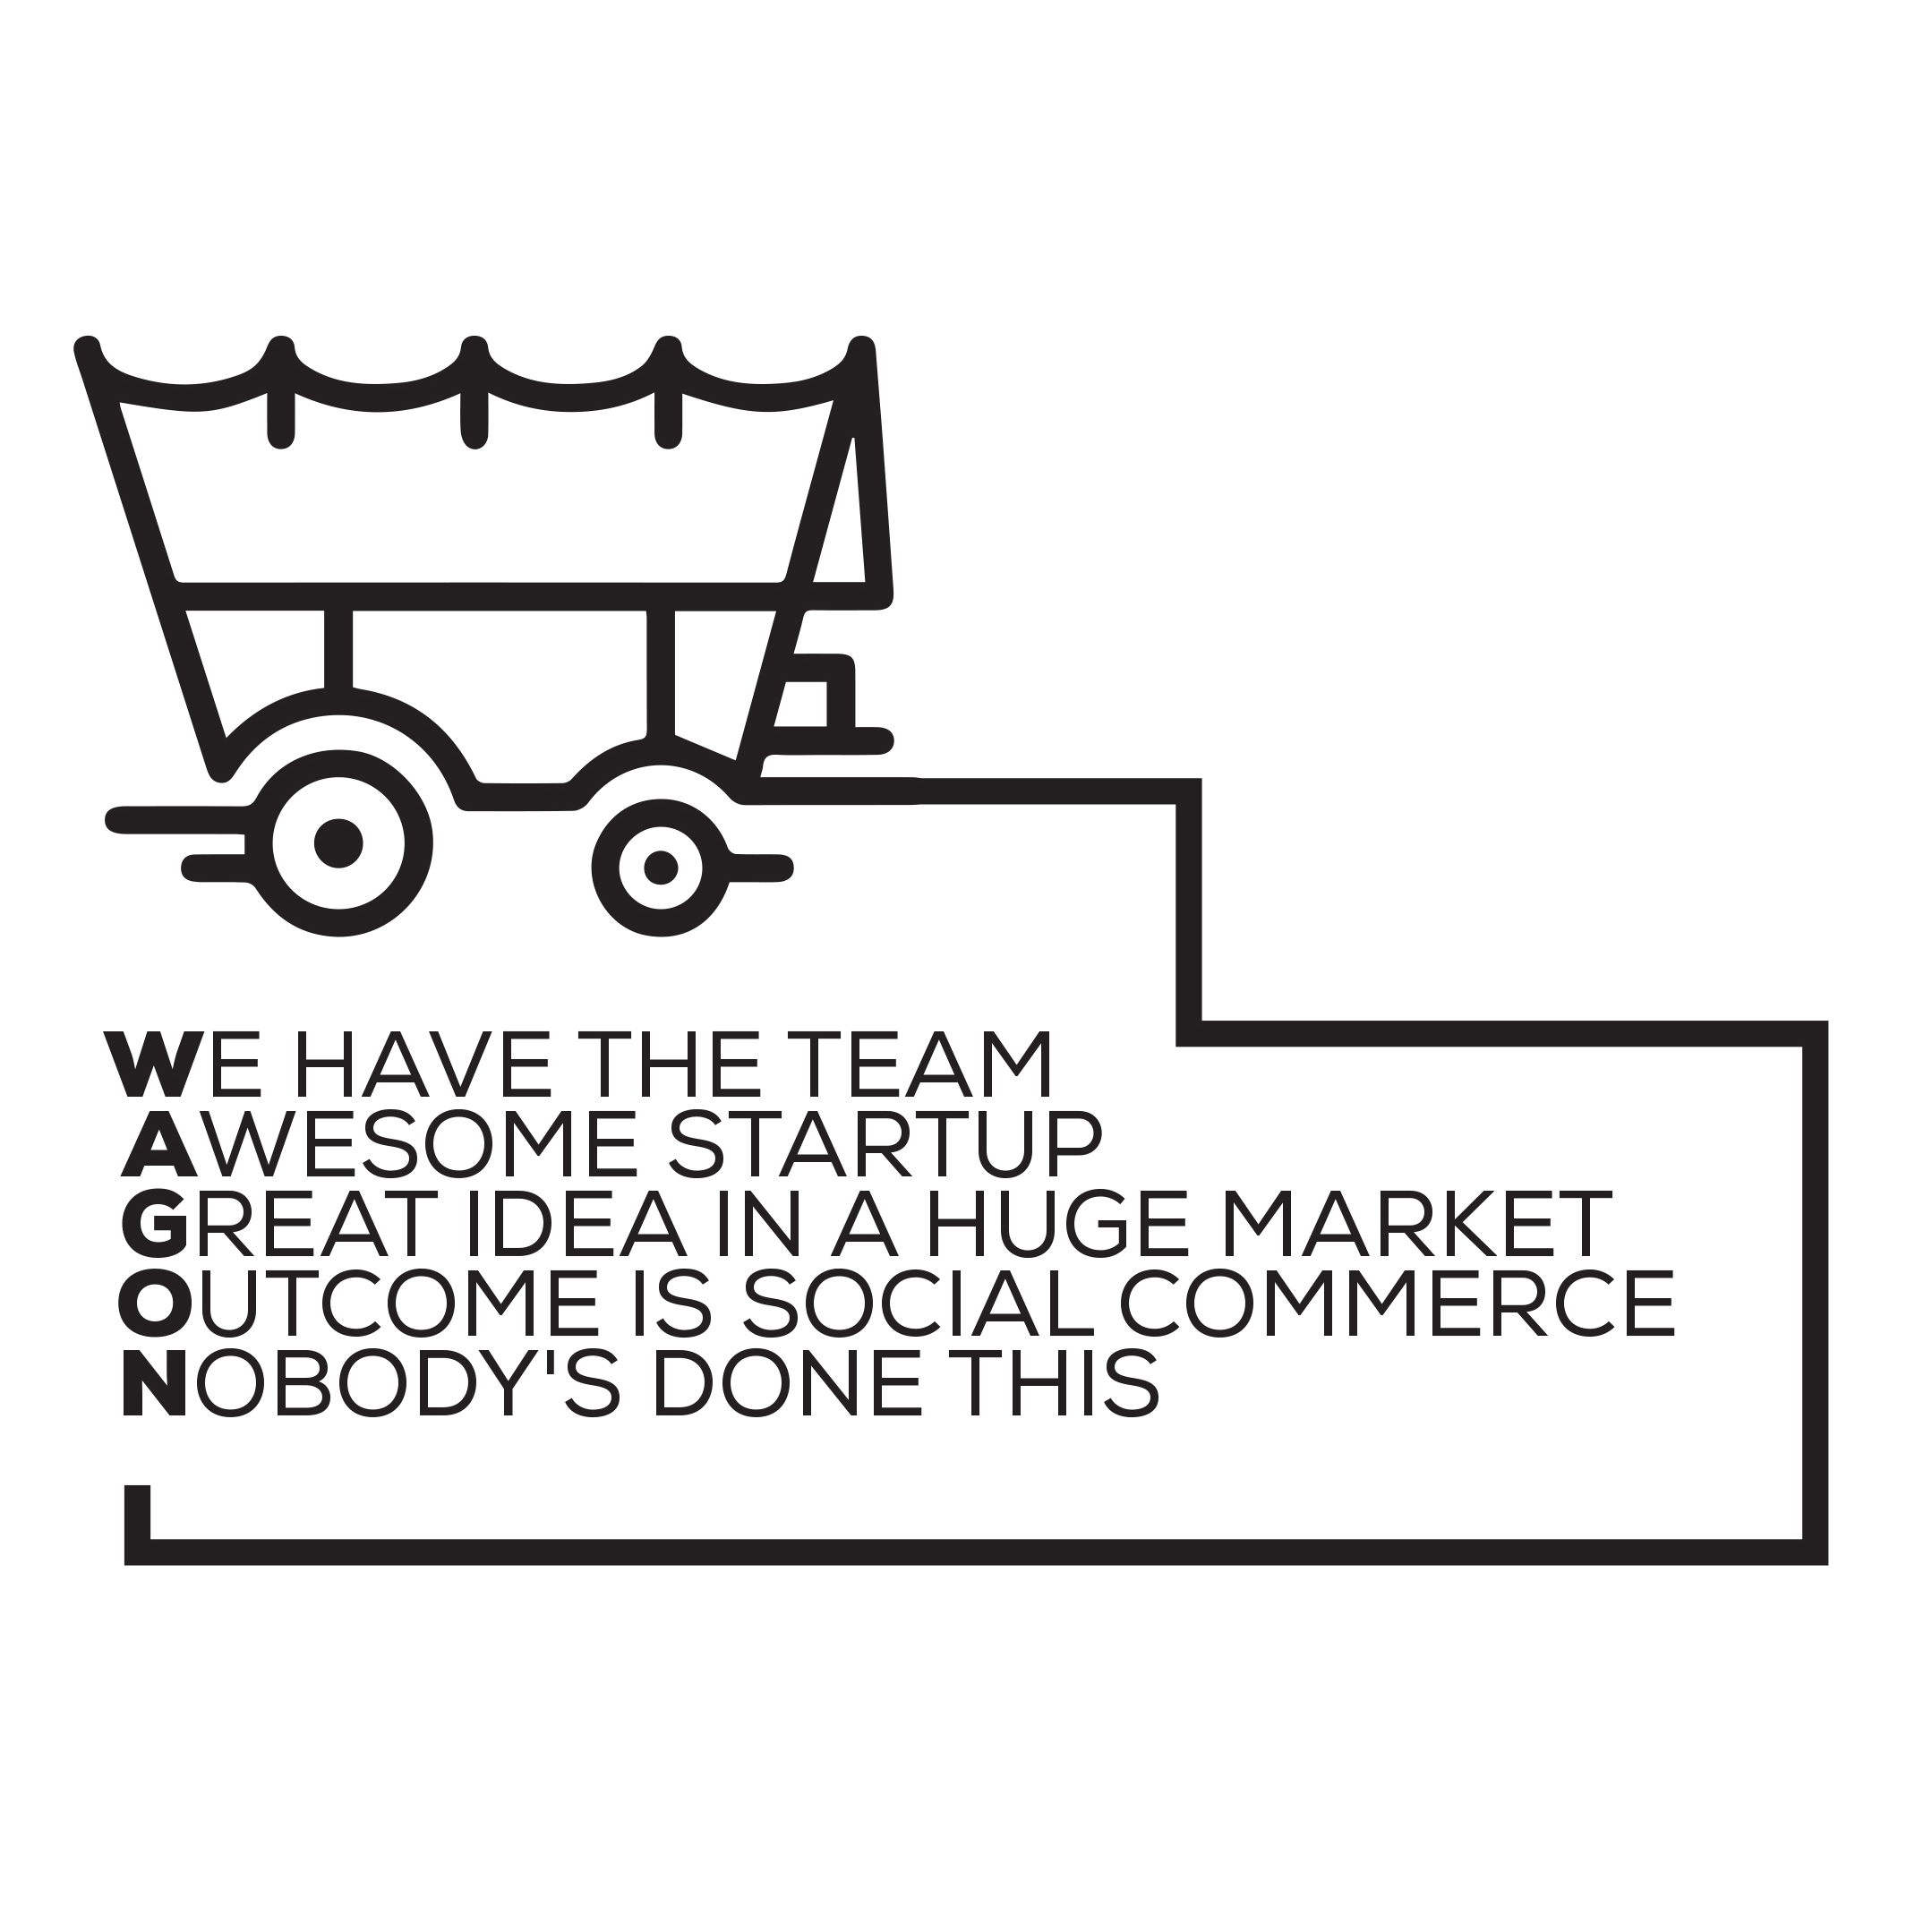 WE HAVE THE TEAM
AWESOME STARTUP
GREAT IDEA IN A HUGE MARKET
OUTCOME IS SOCIAL COMMERCE
NOBODY'S DONE THIS